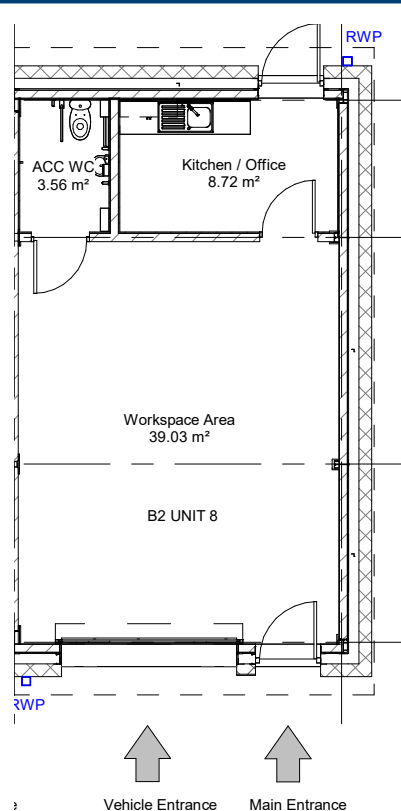 RWP
ACC WC
3.56 m²
Kitchen / Office
8.72 m²
Workspace Area
39.03 m²
B2 UNIT 8
RWP
Vehicle Entrance
Main Entrance